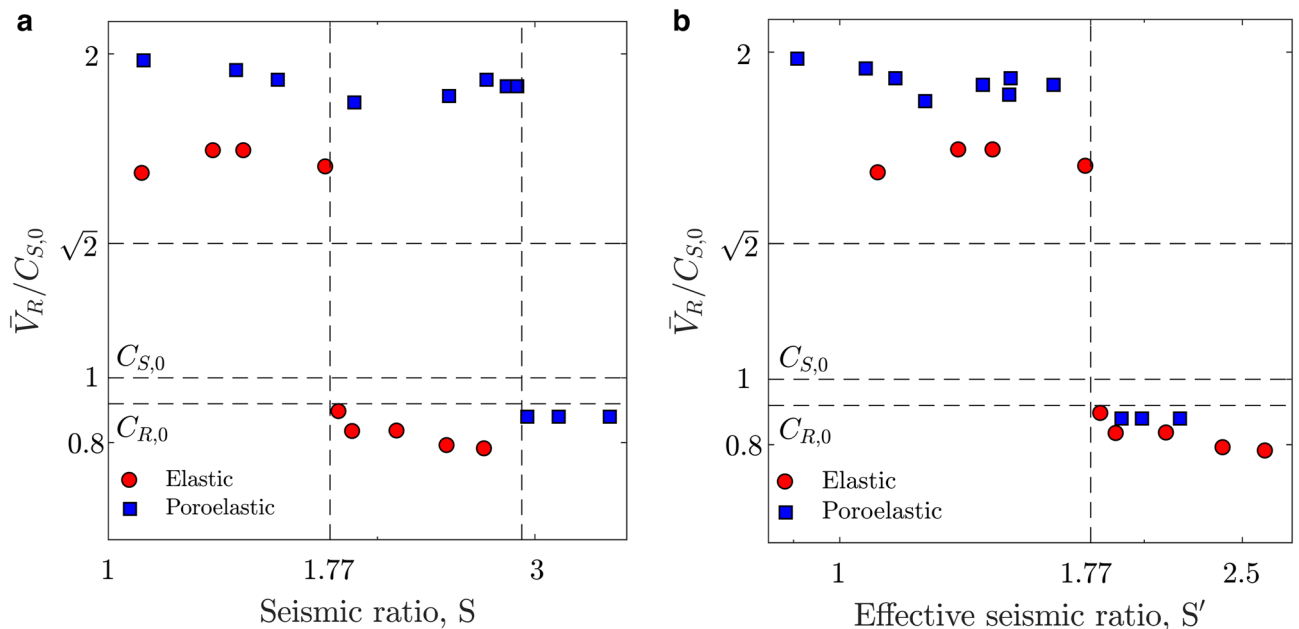 a
2
√2
1
0.8
V̄_R/C_{S,0}
C_{S,0}
C_{R,0}
Elastic
Poroelastic
1
1.77
3
Seismic ratio, S
b
2
√2
1
0.8
V̄_R/C_{S,0}
C_{S,0}
C_{R,0}
Elastic
Poroelastic
1
1.77
2.5
Effective seismic ratio, S′